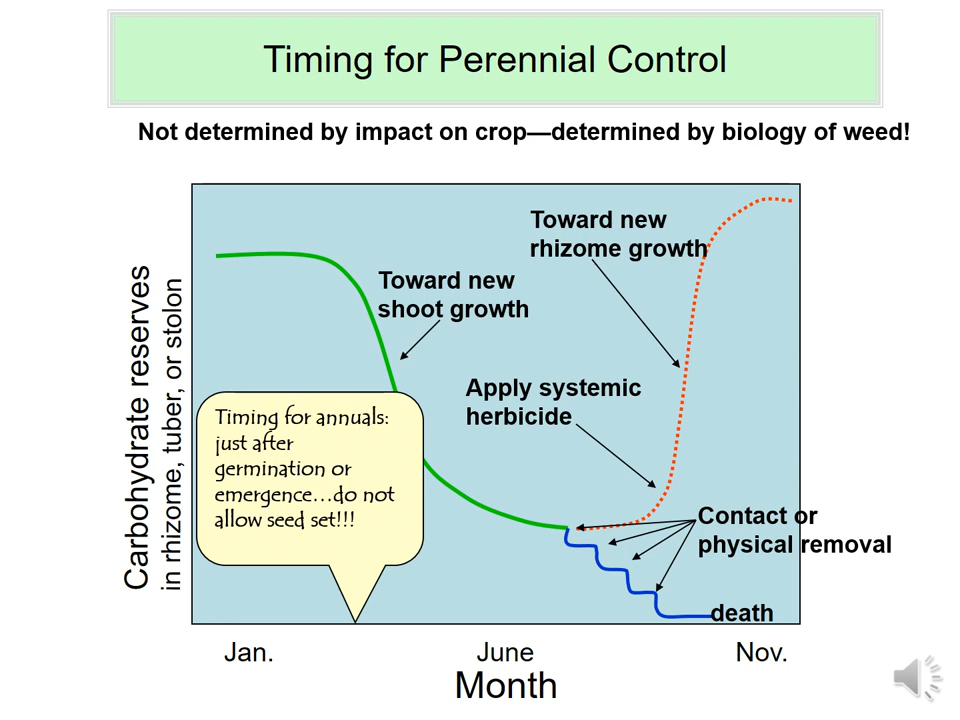 Timing for Perennial Control
Not determined by impact on crop—determined by biology of weed!
Toward new
rhizome growth
Toward new
shoot growth
Apply systemic
herbicide
Timing for annuals:
just after
germination or
emergence...do not
allow seed set!!!
Contact or
physical removal
death
Carbohydrate reserves
in rhizome, tuber, or stolon
Jan.
June
Nov.
Month